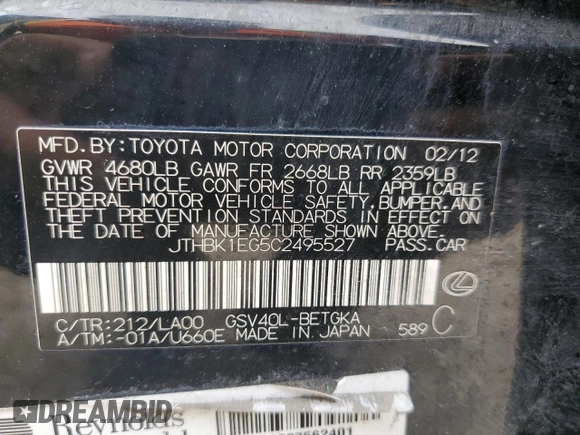 MFD.BY:TOYOTA MOTOR CORPORATION 02/12
GVWR 4680LB GAWR FR 2668LB RR 2359LB
THIS VEHICLE CONFORMS TO ALL APPLICABLE
FEDERAL MOTOR VEHICLE SAFETY,BUMPER,AND
THEFT PREVENTION STANDARDS IN EFFECT
ON THE DATE OF MANUFACTURE SHOWN ABOVE.
JTHBK1EG5C2495527 PASS.CAR
C/TR:212/LA00 GSV40L-BETGKA
A/TM:-01A/U660E MADE IN JAPAN 589 C
DREAMBID
Reynolds